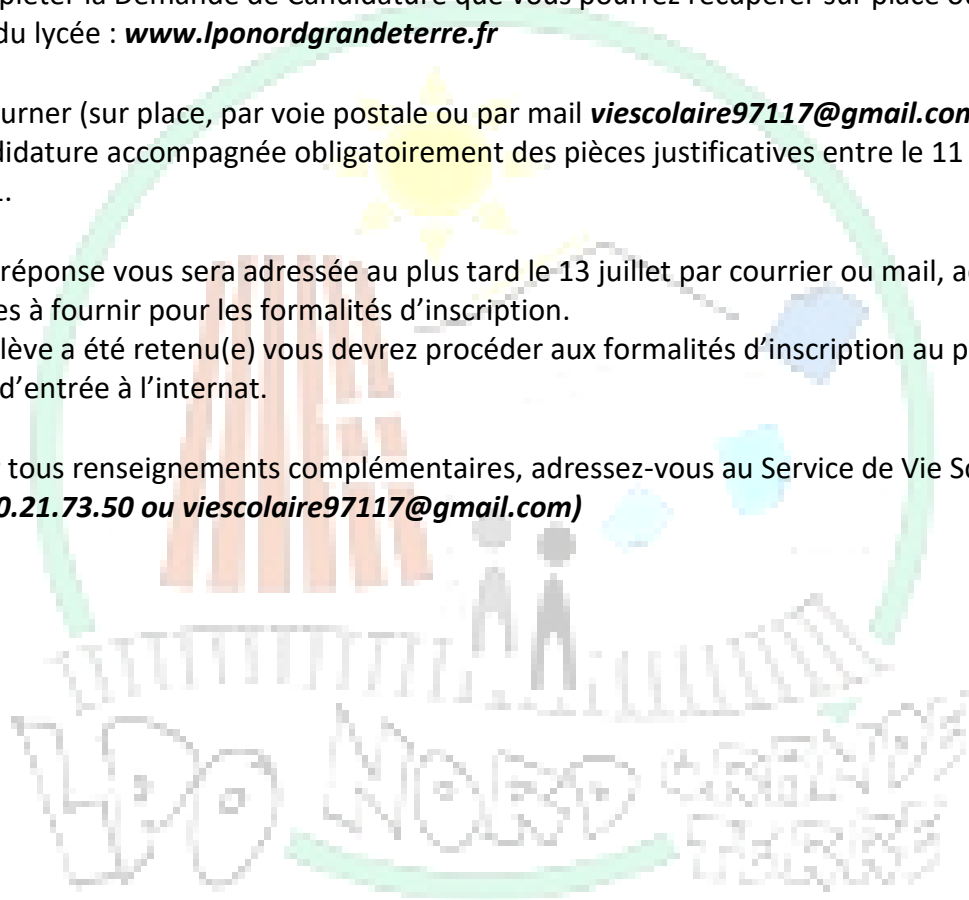 pléter la Demande de Candidature que vous pourrez récupérer sur place ou
du lycée : www.lponordgrandeterre.fr
urner (sur place, par voie postale ou par mail viescolaire97117@gmail.com
didature accompagnée obligatoirement des pièces justificatives entre le 11
réponse vous sera adressée au plus tard le 13 juillet par courrier ou mail, a
es à fournir pour les formalités d’inscription.
lève a été retenu(e) vous devrez procéder aux formalités d’inscription au p
d’entrée à l’internat.
tous renseignements complémentaires, adressez-vous au Service de Vie Sc
0.21.73.50 ou viescolaire97117@gmail.com)
LPO NORD GRANDE
TERRE